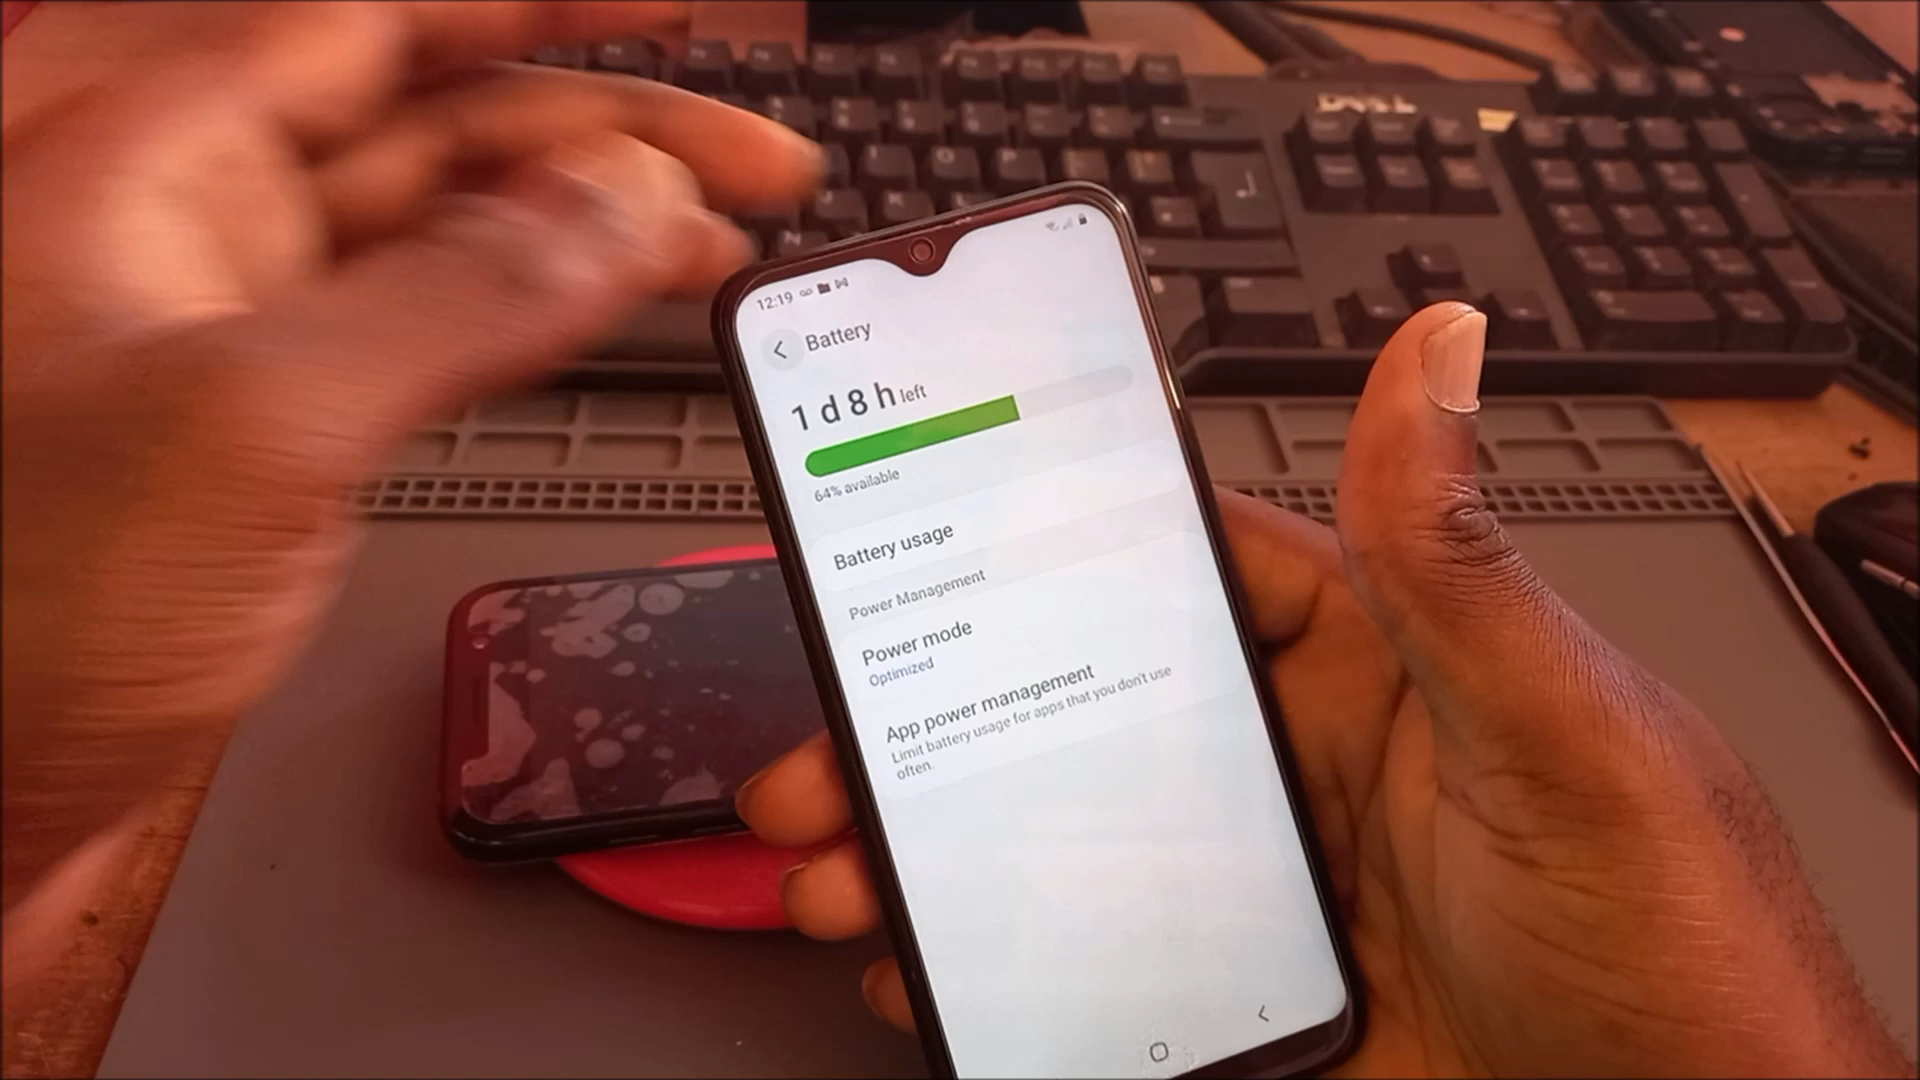 DELL
I O P
J K L
N
12:19
Battery
1 d 8 h left
64% available
Battery usage
Power Management
Power mode
Optimized
App power management
Limit battery usage for apps that you don't use
often.